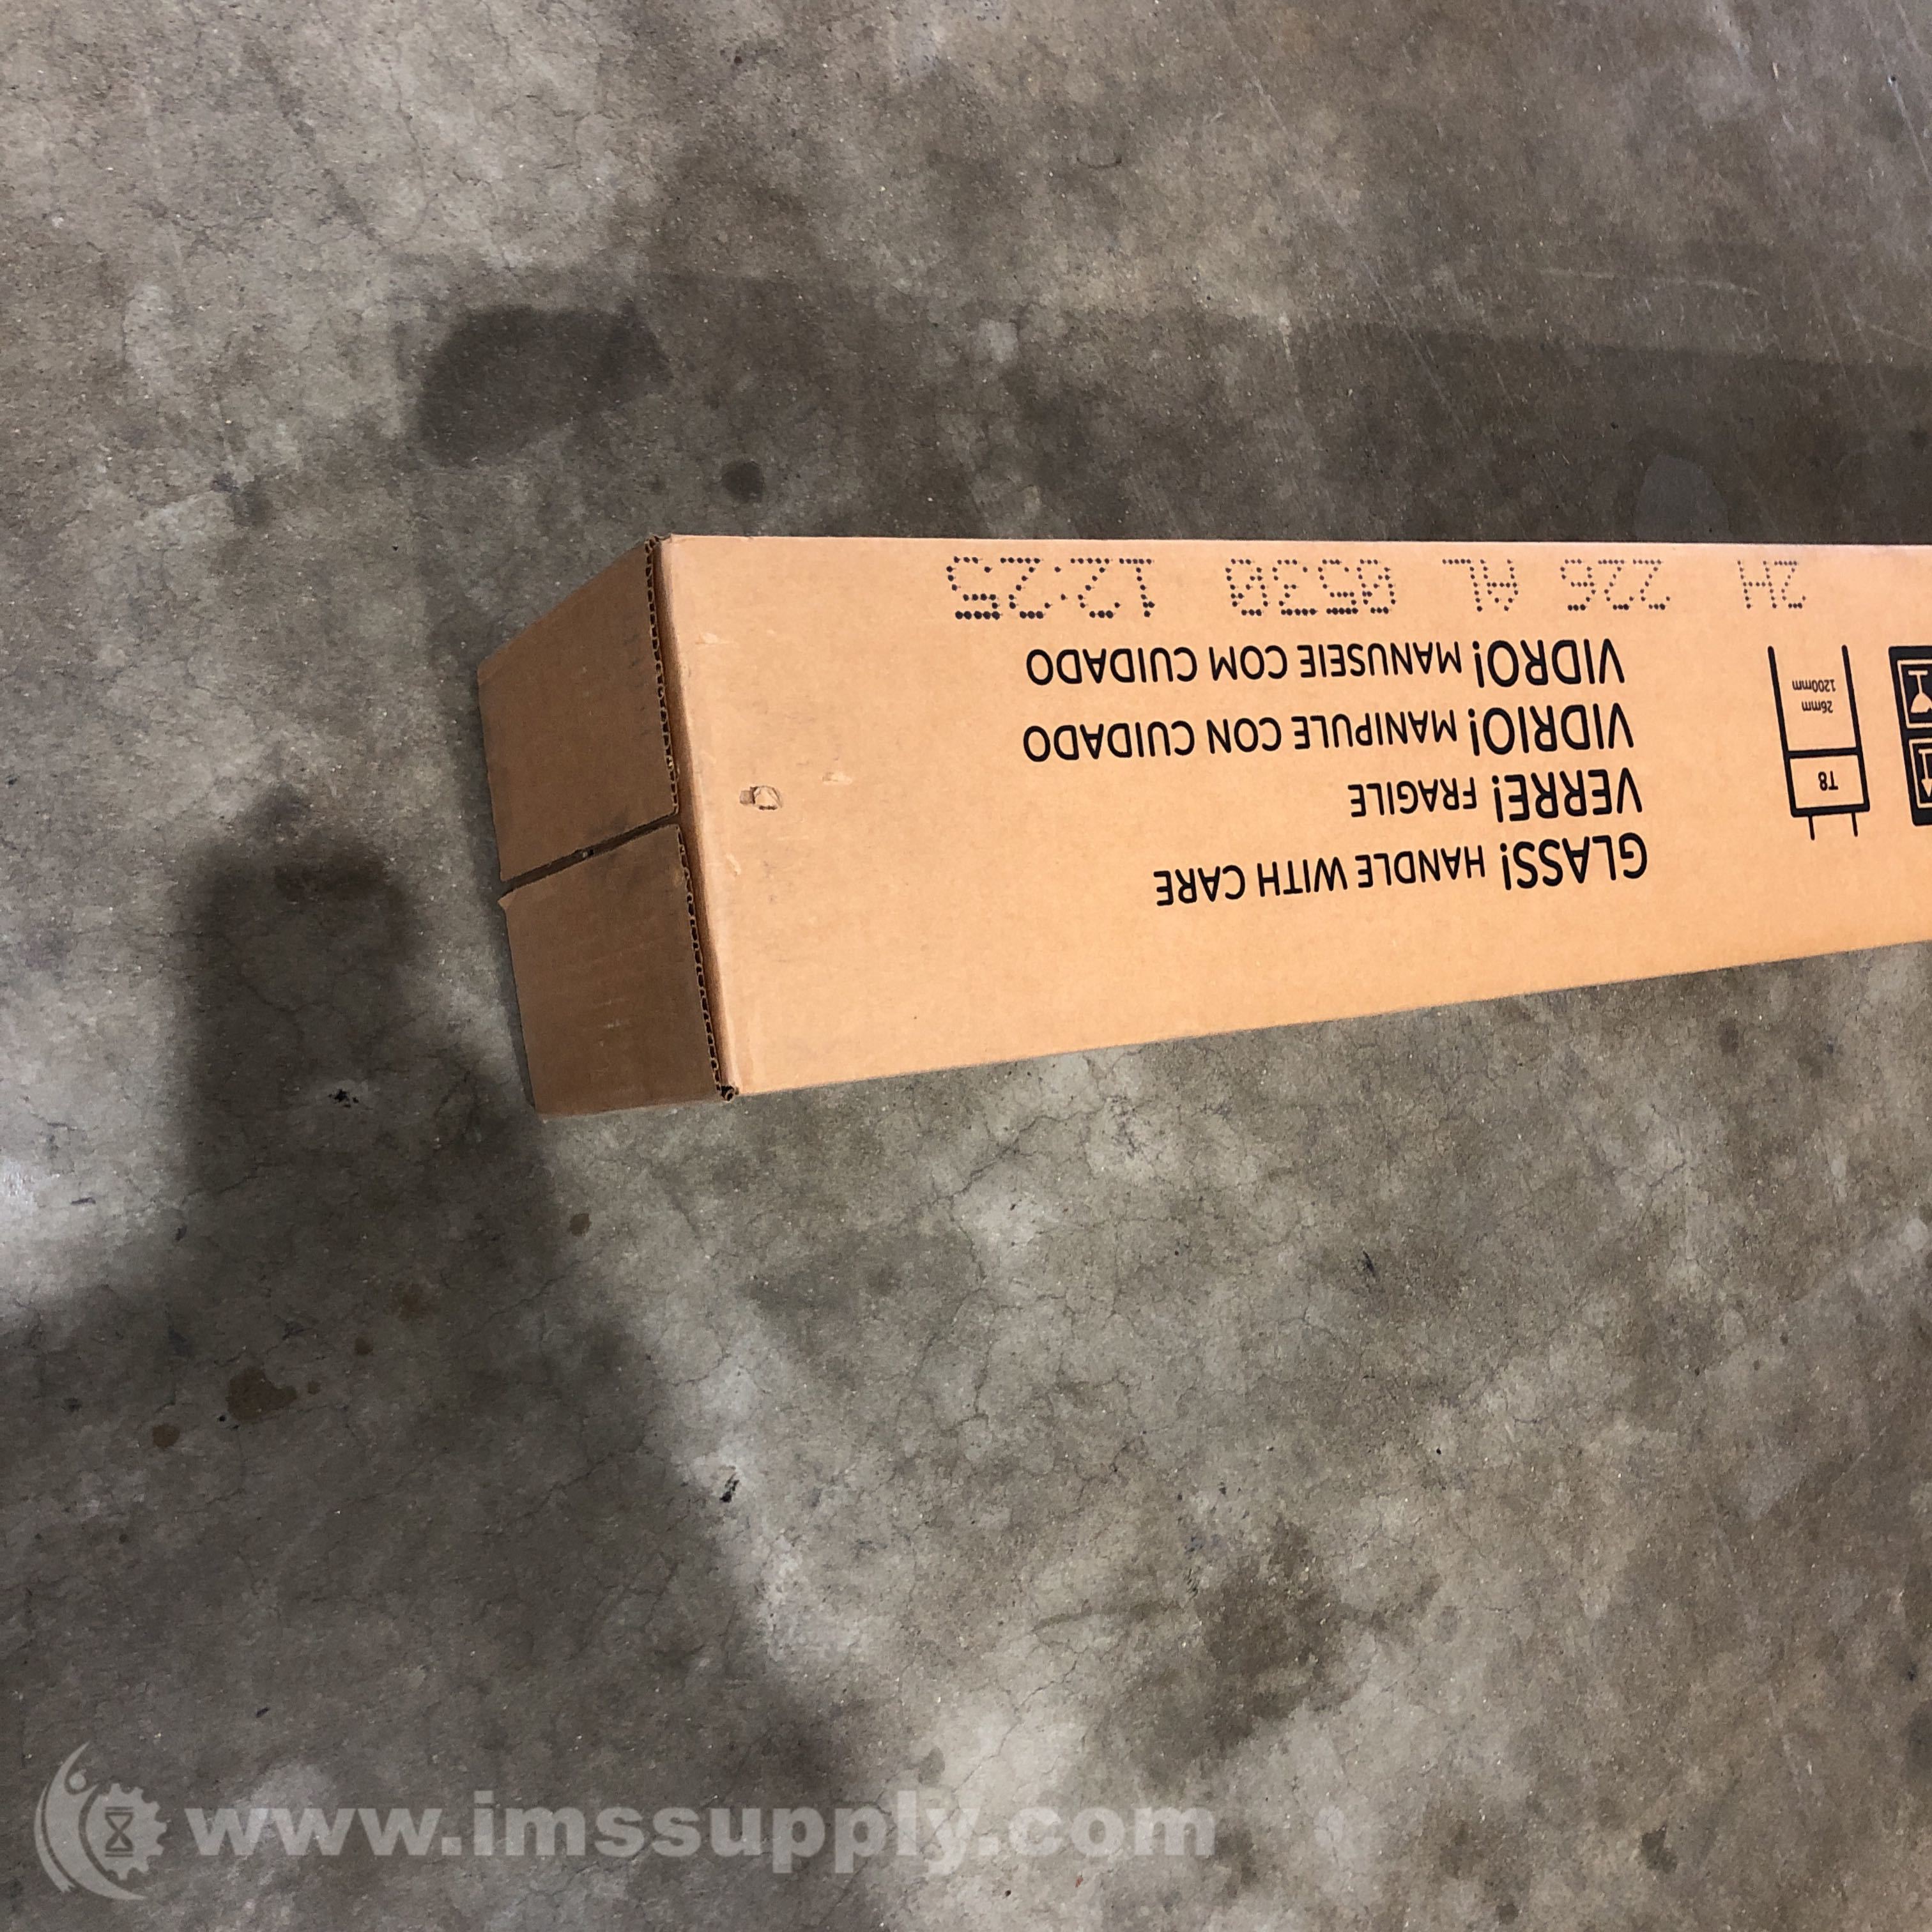 GLASS! HANDLE WITH CARE
VERRE! FRAGILE
VIDRIO! MANIPULE CON CUIDADO
VIDRO! MANUSEIE COM CUIDADO
T8
26mm
1200mm
2H 226 AL 0530 12:25
www.imssupply.com